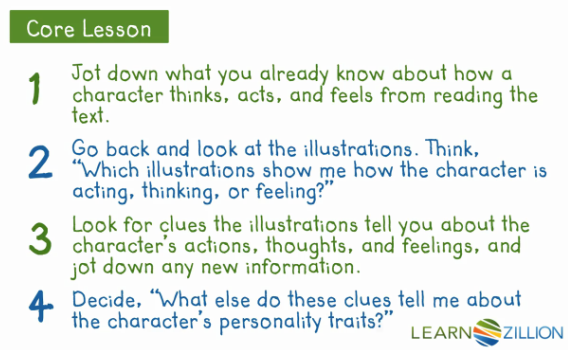 Core Lesson
1 Jot down what you already know about how a
character thinks, acts, and feels from reading the
text.
2 Go back and look at the illustrations. Think,
"Which illustrations show me how the character is
acting, thinking, or feeling?"
3 Look for clues the illustrations tell you about the
character's actions, thoughts, and feelings, and
jot down any new information.
4 Decide, "What else do these clues tell me about
the character's personality traits?"
LEARN ZILLION